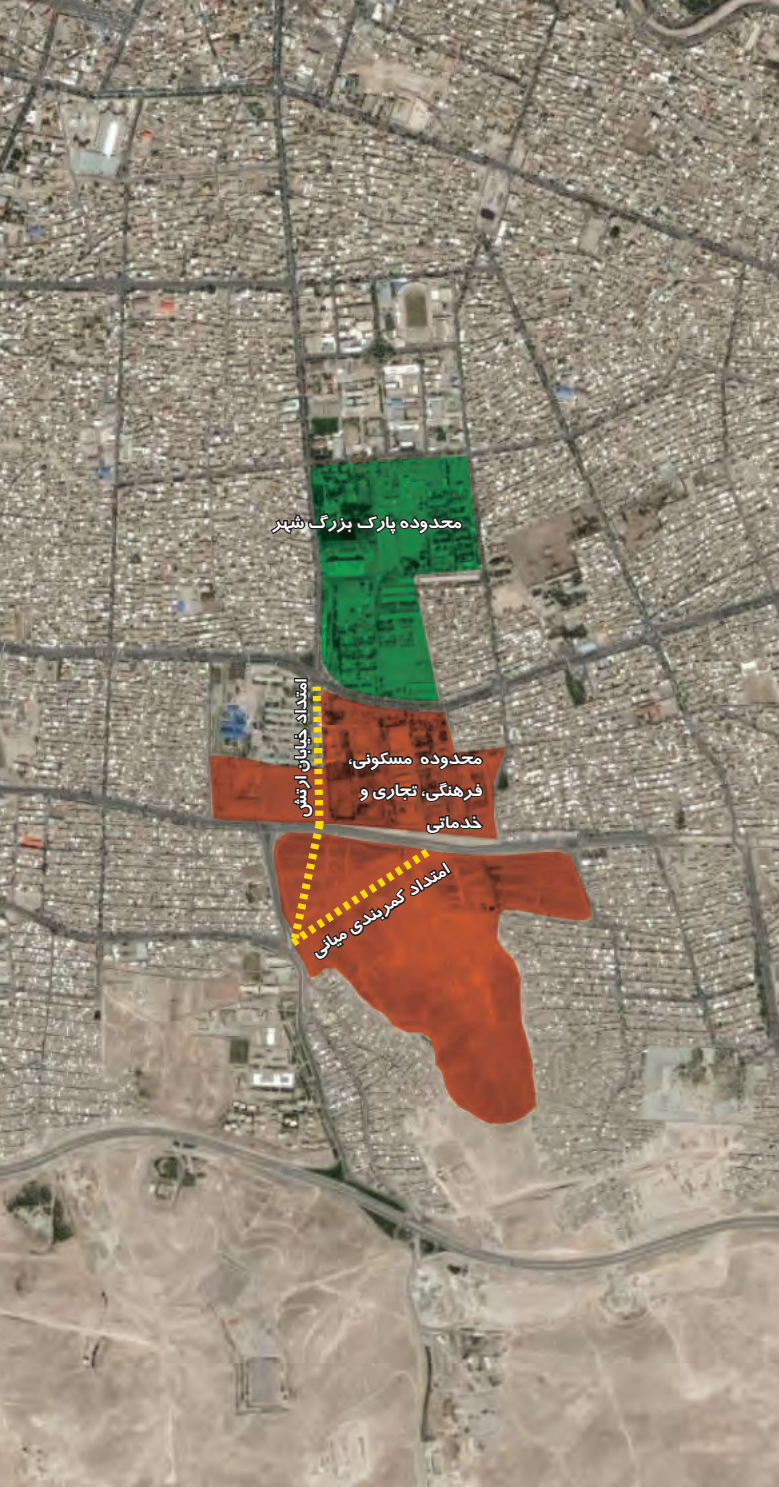 محدوده پارک بزرگ شهر
امتداد خیابان ارتش
محدوده مسکونی،
فرهنگی، تجاری و
خدماتی
امتداد کمربندی میانی